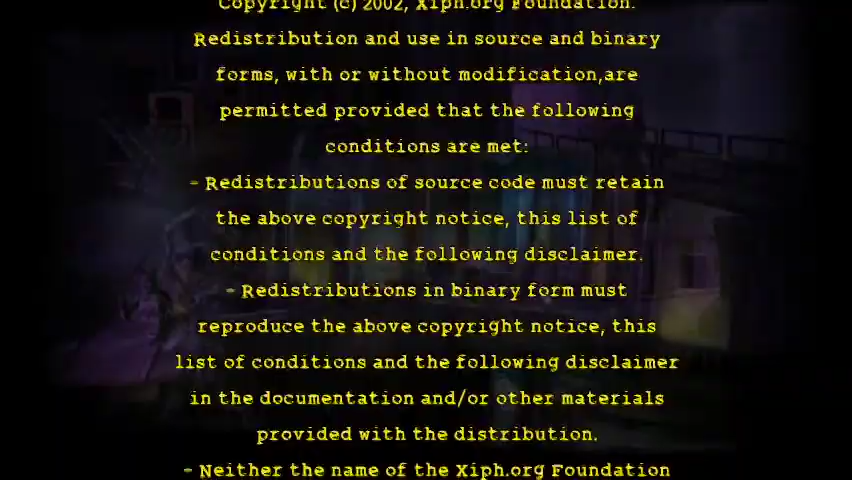 Copyright (c) 2002, Xiph.org Foundation.
Redistribution and use in source and binary
forms, with or without modification,are
permitted provided that the following
conditions are met:
- Redistributions of source code must retain
the above copyright notice, this list of
conditions and the following disclaimer.
- Redistributions in binary form must
reproduce the above copyright notice, this
list of conditions and the following disclaimer
in the documentation and/or other materials
provided with the distribution.
- Neither the name of the Xiph.org Foundation